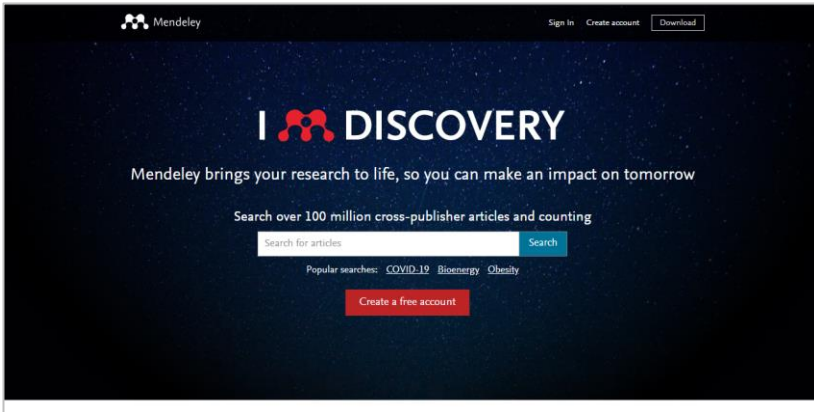 Mendeley
Sign In Create account Download
I DISCOVERY
Mendeley brings your research to life, so you can make an impact on tomorrow
Search over 100 million cross-publisher articles and counting
Search for articles Search
Popular searches: COVID-19 Bioenergy Obesity
Create a free account